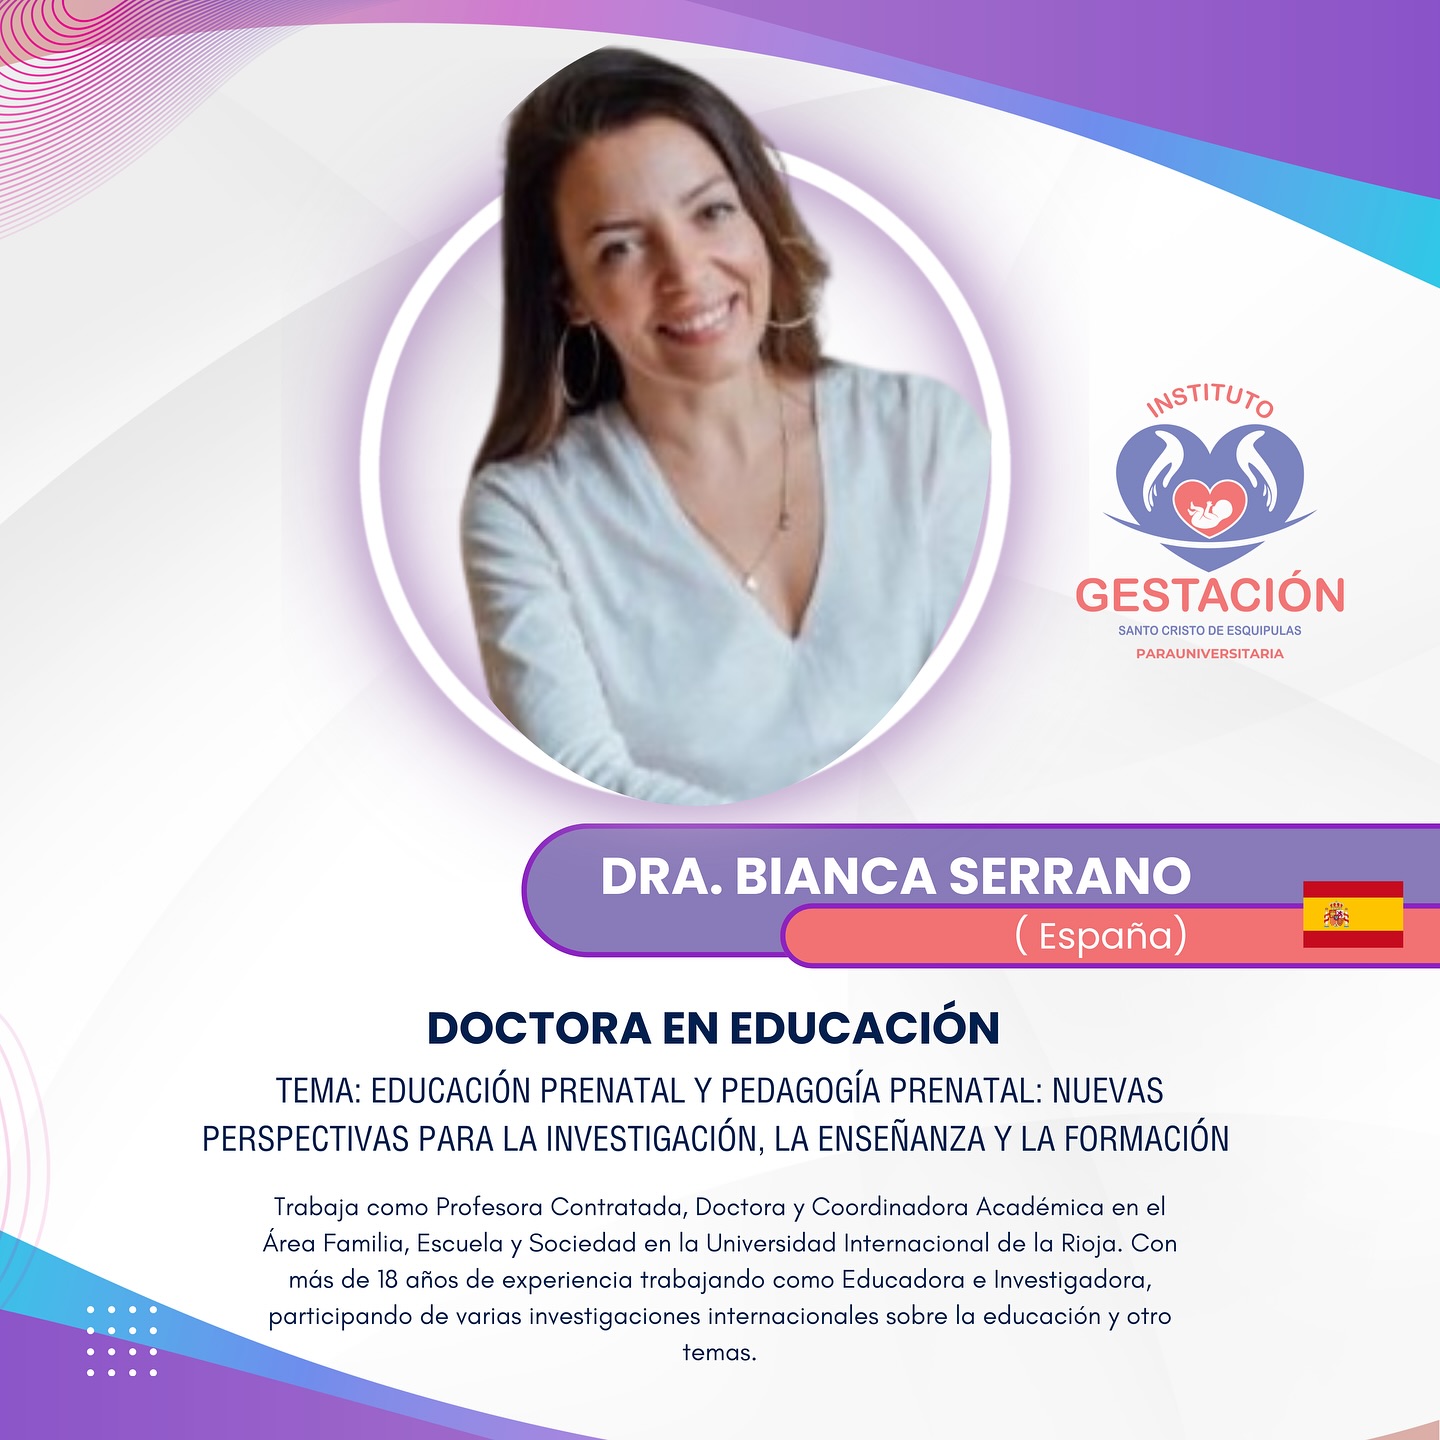 INSTITUTO
GESTACIÓN
SANTO CRISTO DE ESQUIPULAS
PARAUNIVERSITARIA
DRA. BIANCA SERRANO
( España)
DOCTORA EN EDUCACIÓN
TEMA: EDUCACIÓN PRENATAL Y PEDAGOGÍA PRENATAL: NUEVAS
PERSPECTIVAS PARA LA INVESTIGACIÓN, LA ENSEÑANZA Y LA FORMACIÓN
Trabaja como Profesora Contratada, Doctora y Coordinadora Académica en el
Área Familia, Escuela y Sociedad en la Universidad Internacional de la Rioja. Con
más de 18 años de experiencia trabajando como Educadora e Investigadora,
participando de varias investigaciones internacionales sobre la educación y otro
temas.